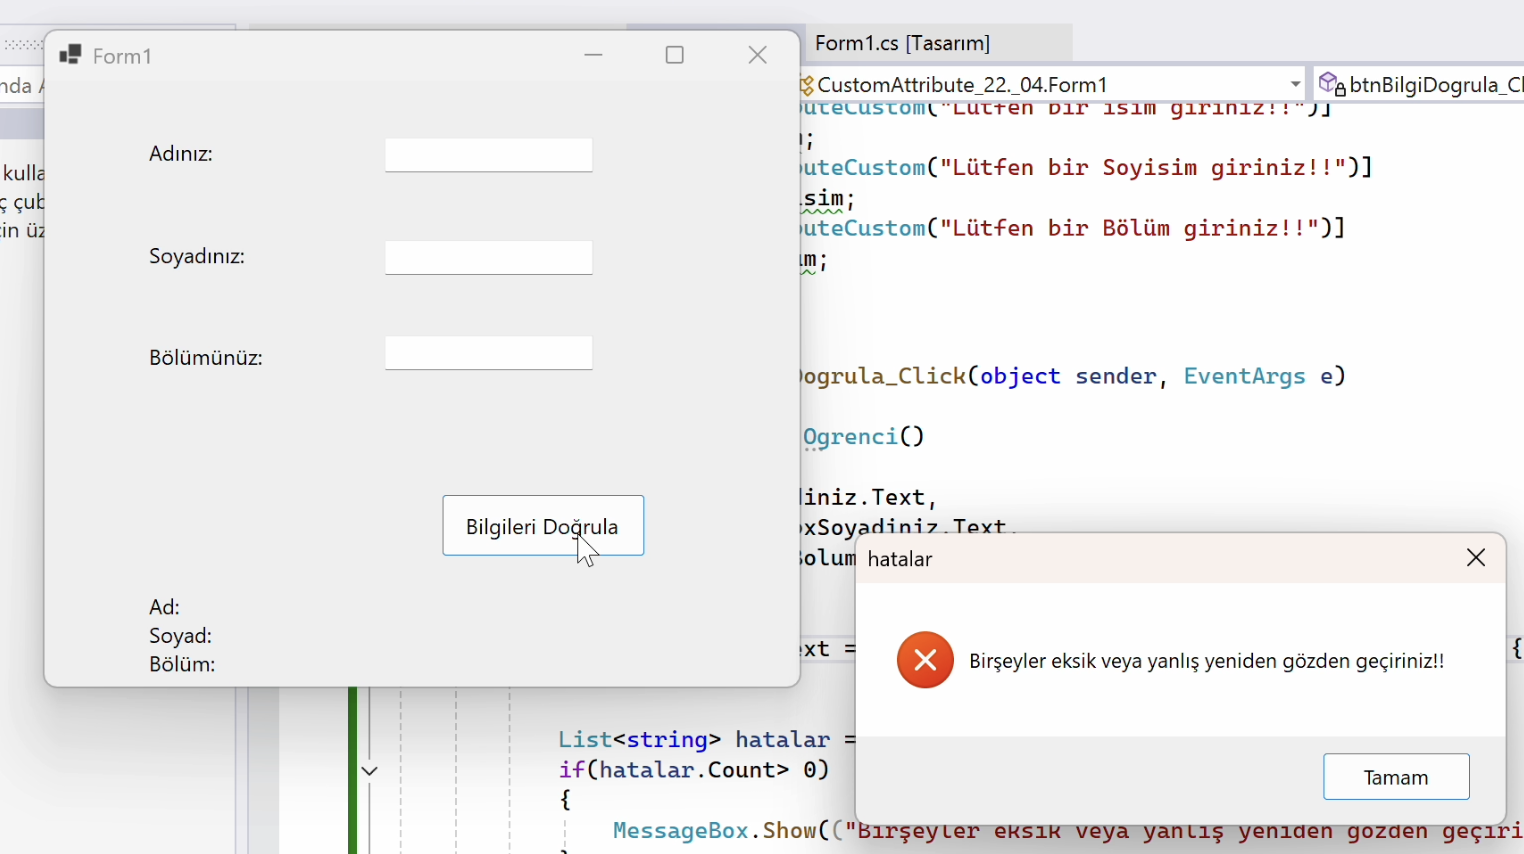 Form1
Form1.cs [Tasarım]
nda
CustomAttribute_22._04.Form1
btnBilgiDogrula_Cl
uteCustom("Lütfen bir isim giriniz!!")]
;
uteCustom("Lütfen bir Soyisim giriniz!!")]
isim;
uteCustom("Lütfen bir Bölüm giriniz!!")]
m;
kulla
ç çub
in üz
Adınız:
Soyadınız:
Bölümünüz:
Bilgileri Doğrula
Ad:
Soyad:
Bölüm:
ogrula_Click(object sender, EventArgs e)
Ogrenci()
iniz.Text,
xSoyadiniz.Text,
Bolum
ext =
{
hatalar
Birşeyler eksik veya yanlış yeniden gözden geçiriniz!!
Tamam
List<string> hatalar =
if(hatalar.Count> 0)
{
MessageBox.Show(("Birşeyler eksik veya yanlış yeniden gözden geçiri